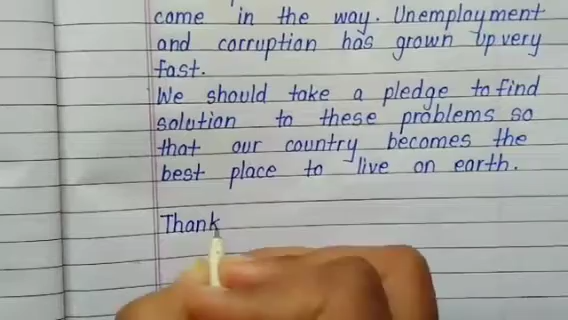 come in the way. Unemployment
and corruption has grown up very
fast.
We should take a pledge to find
solution to these problems so
that our country becomes the
best place to live on earth.
Thank